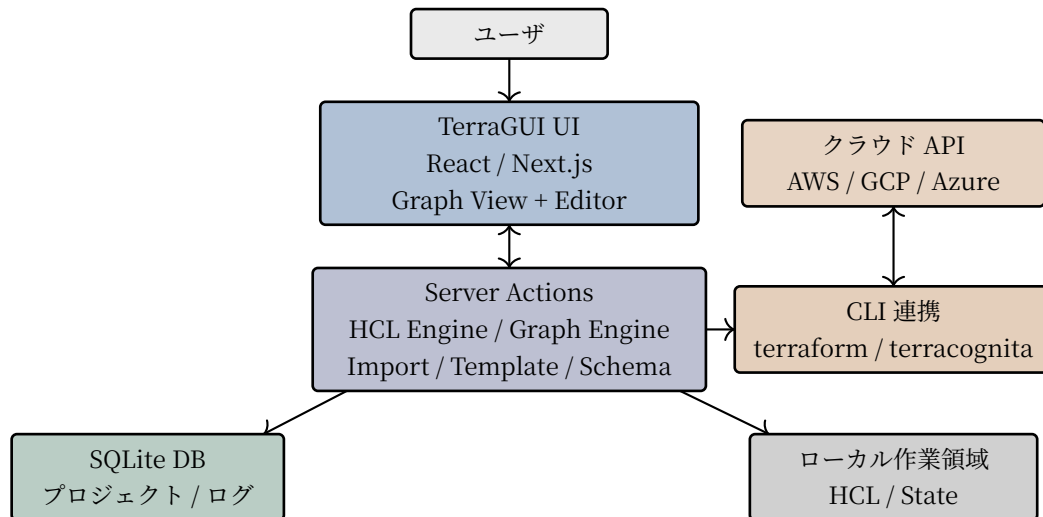 ユーザ
TerraGUI UI
React / Next.js
Graph View + Editor
クラウド API
AWS / GCP / Azure
Server Actions
HCL Engine / Graph Engine
Import / Template / Schema
CLI 連携
terraform / terracognita
SQLite DB
プロジェクト / ログ
ローカル作業領域
HCL / State